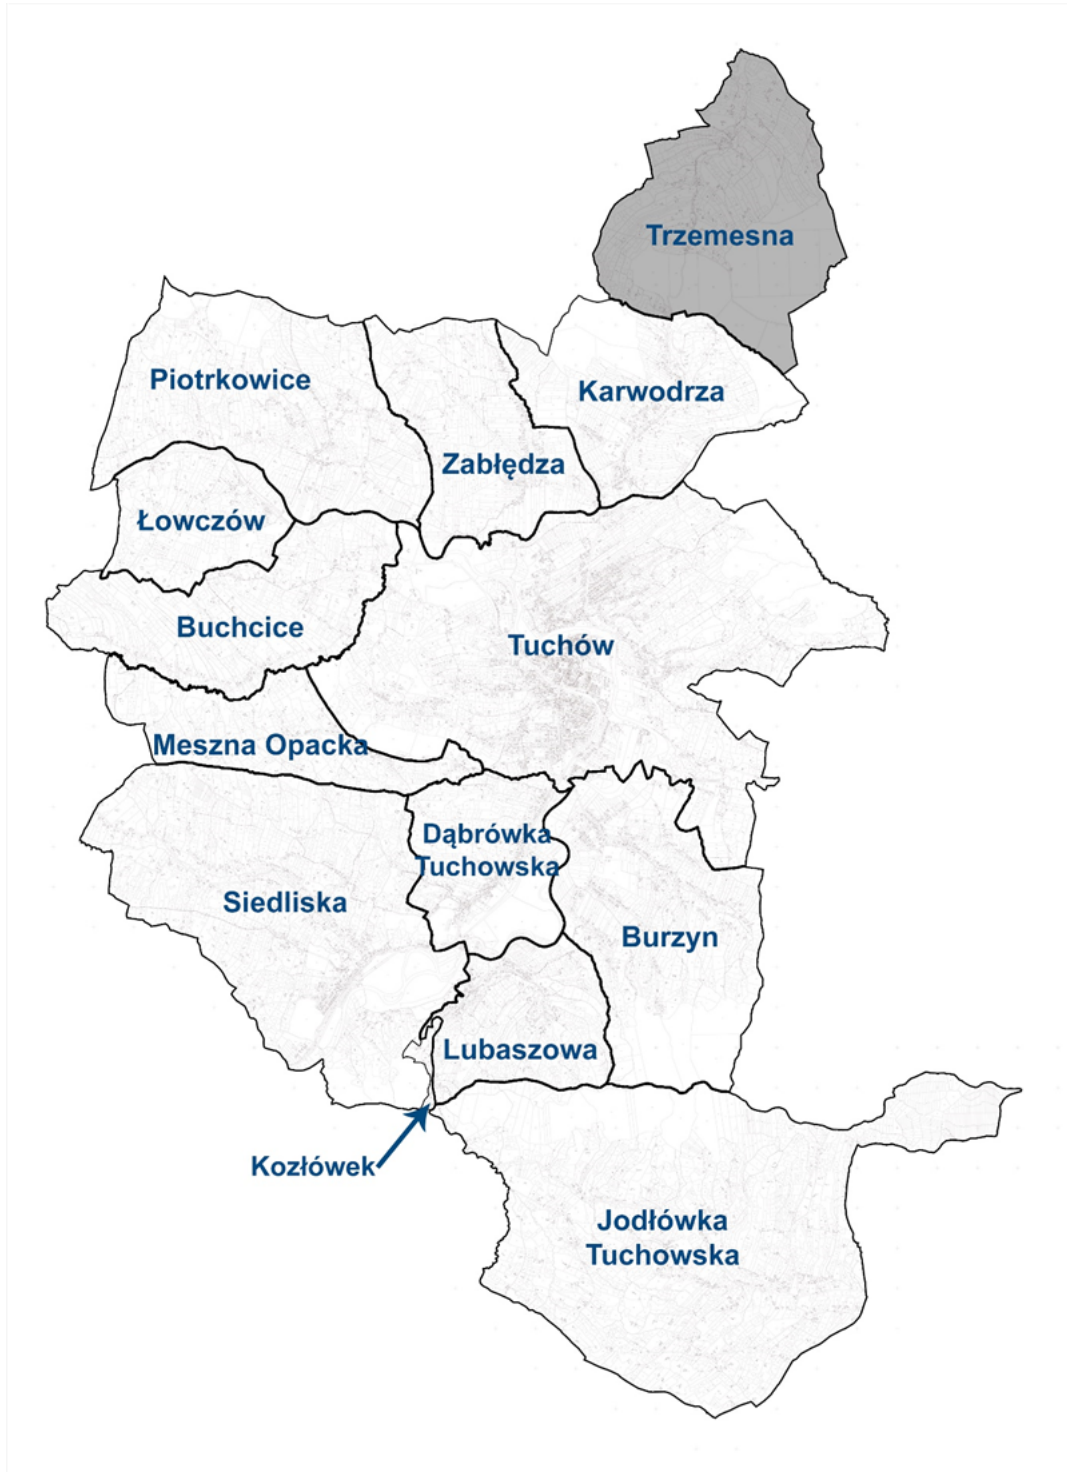 Trzemesna
Piotrkowice
Karwodrza
Zabłędza
Łowczów
Buchcice
Tuchów
Meszna Opacka
Dąbrówka
Tuchowska
Siedliska
Burzyn
Lubaszowa
Kozłówek
Jodłówka
Tuchowska